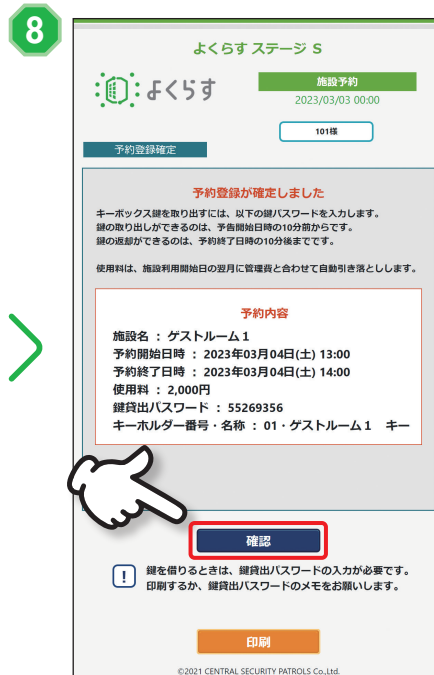 8
よくらす ステージ S
よくらす
施設予約
2023/03/03 00:00
101様
予約登録確定
予約登録が確定しました
キーボックス鍵を取り出すには、以下の鍵パスワードを入力します。
鍵の取り出しができるのは、予告開始日時の10分前からです。
鍵の返却ができるのは、予約終了日時の10分後までです。
使用料は、施設利用開始日の翌月に管理費と合わせて自動引き落としします。
予約内容
施設名 ： ゲストルーム１
予約開始日時 ： 2023年03月04日(土) 13:00
予約終了日時 ： 2023年03月04日(土) 14:00
使用料 ： 2,000円
鍵貸出パスワード ： 55269356
キーホルダー番号・名称 ： 01・ゲストルーム１　キー
確認
! 鍵を借りるときは、鍵貸出パスワードの入力が必要です。
印刷するか、鍵貸出パスワードのメモをお願いします。
印刷
©2021 CENTRAL SECURITY PATROLS Co.,Ltd.